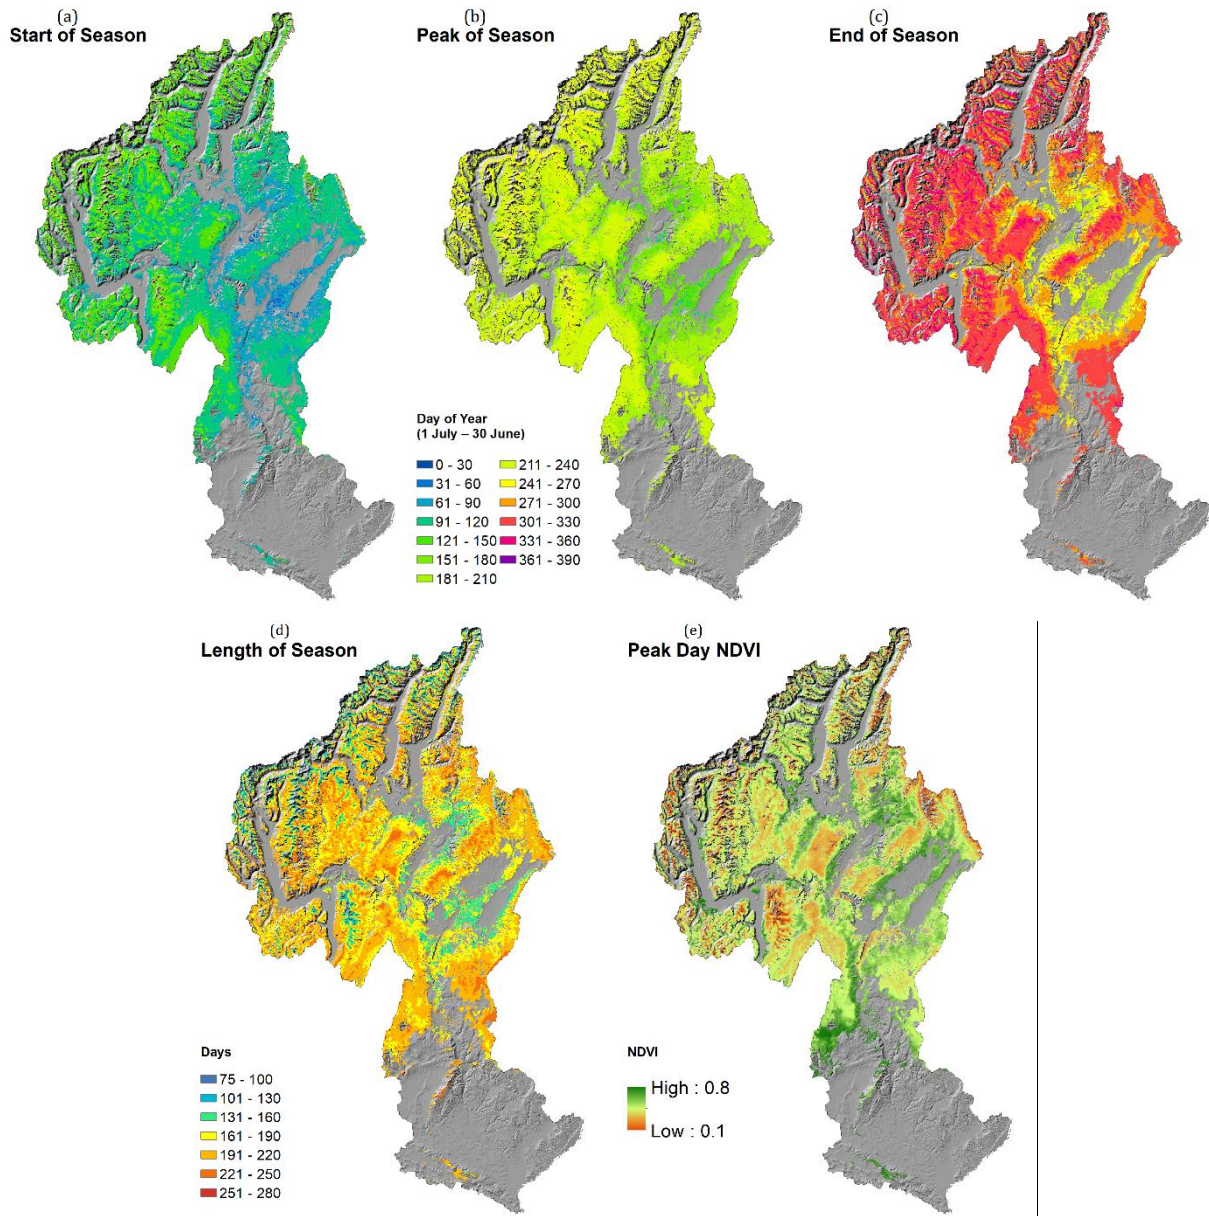 (a)
Start of Season
(b)
Peak of Season
(c)
End of Season
Day of Year
(1 July – 30 June)
0 - 30
31 - 60
61 - 90
91 - 120
121 - 150
151 - 180
181 - 210
211 - 240
241 - 270
271 - 300
301 - 330
331 - 360
361 - 390
(d)
Length of Season
(e)
Peak Day NDVI
Days
75 - 100
101 - 130
131 - 160
161 - 190
191 - 220
221 - 250
251 - 280
NDVI
High : 0.8
Low : 0.1